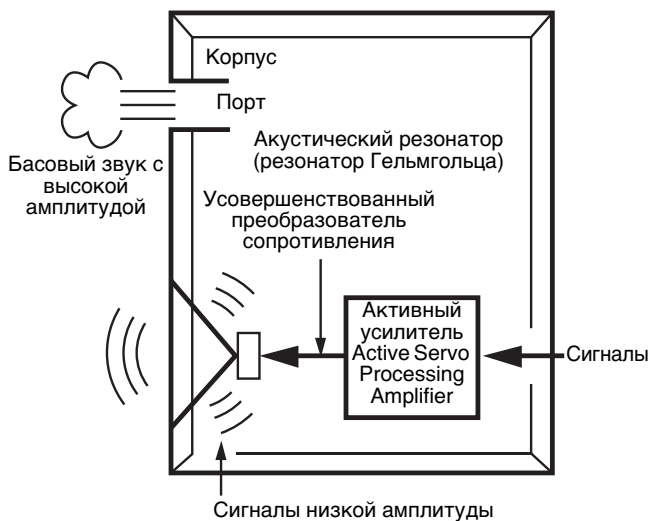 Корпус
Порт
Акустический резонатор
(резонатор Гельмгольца)
Басовый звук с
высокой
амплитудой
Усовершенствованный
преобразователь
сопротивления
Активный
усилитель
Active Servo
Processing
Amplifier
Сигналы
Сигналы низкой амплитуды